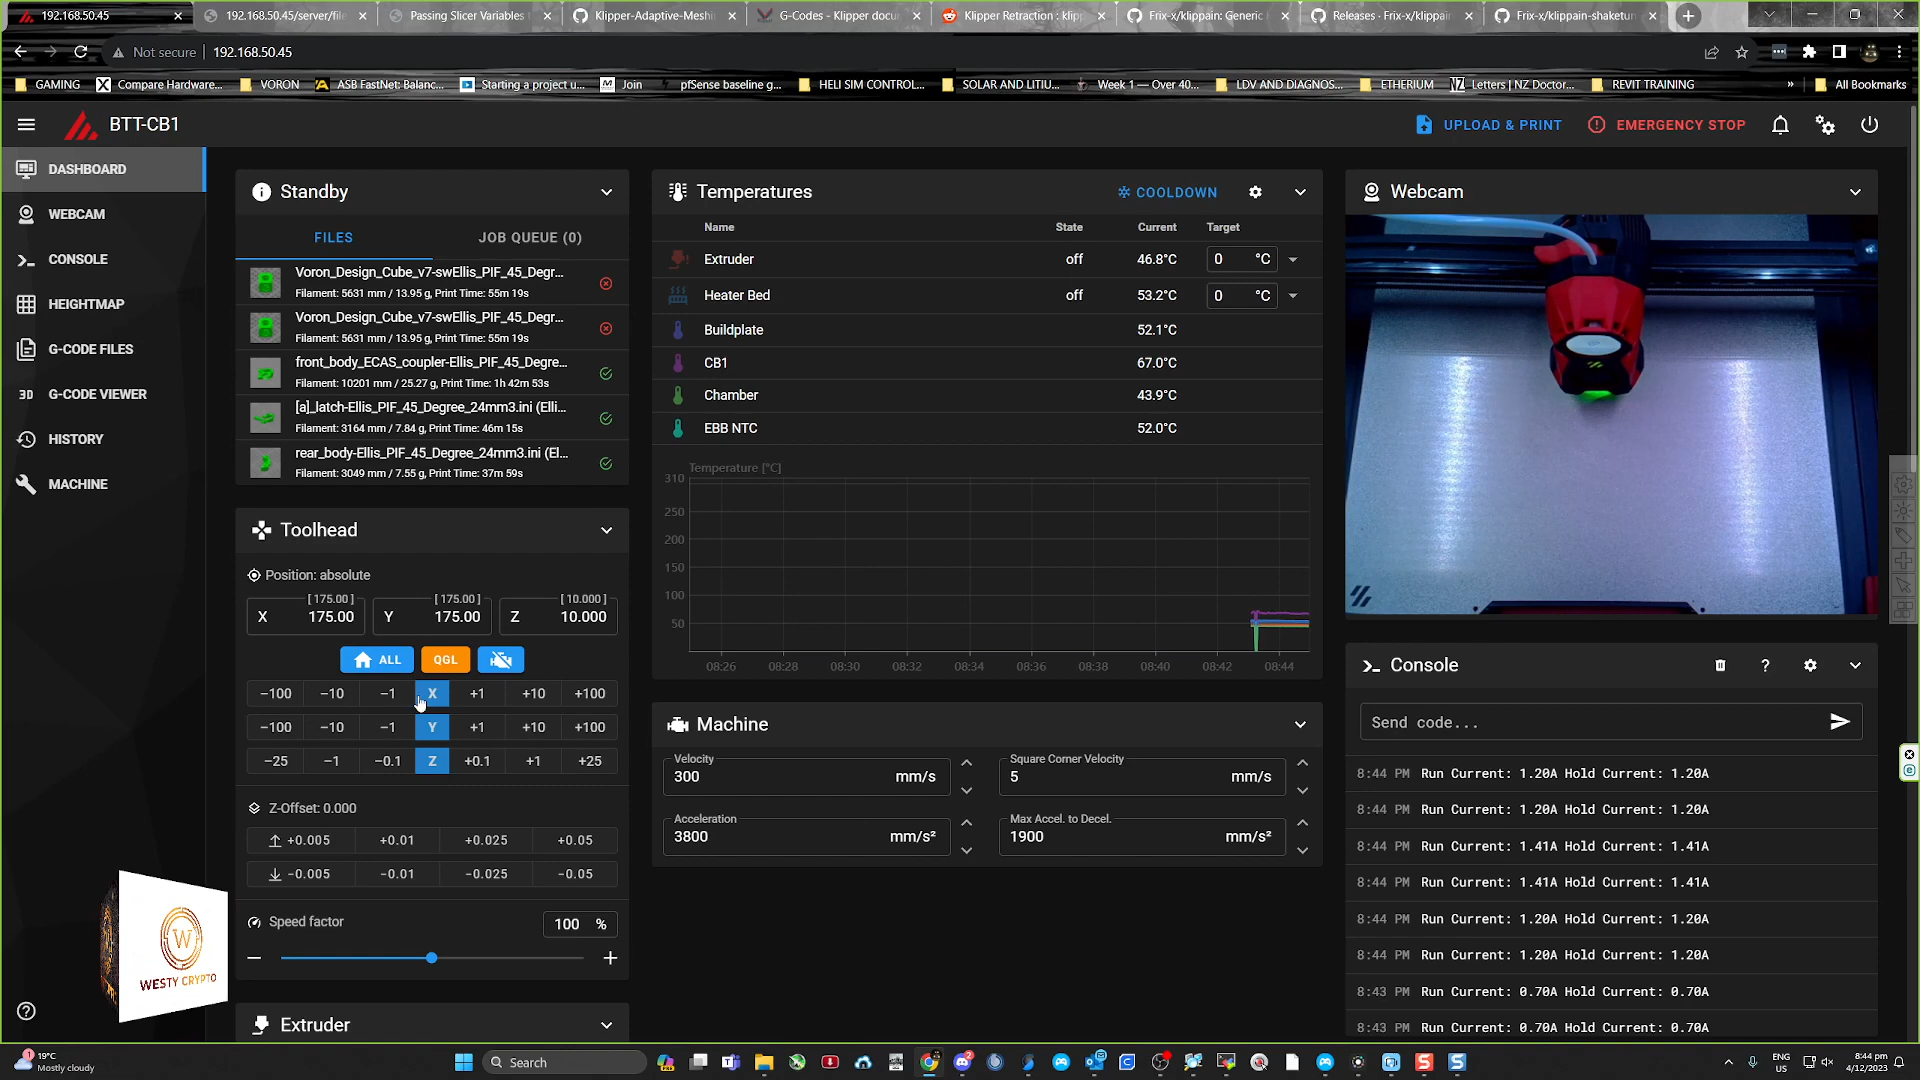 192.168.50.45
192.168.50.45/server/file
Passing Slicer Variables
Klipper-Adaptive-Meshi
G-Codes - Klipper docu
Klipper Retraction : klipp
Frix-x/klippain: Generic
Releases · Frix-x/klippain
Frix-x/klippain-shaketun
Not secure
192.168.50.45
GAMING
Compare Hardware...
VORON
ASB FastNet: Balanc...
Starting a project u...
Join
pfSense baseline g...
HELI SIM CONTROL...
SOLAR AND LITIU...
Week 1 — Over 40...
LDV AND DIAGNOS...
ETHERIUM
Letters | NZ Doctor...
REVIT TRAINING
»
All Bookmarks
BTT-CB1
UPLOAD & PRINT
EMERGENCY STOP
DASHBOARD
WEBCAM
CONSOLE
HEIGHTMAP
G-CODE FILES
3D G-CODE VIEWER
HISTORY
MACHINE
Standby
FILES
JOB QUEUE (0)
Voron_Design_Cube_v7-swEllis_PIF_45_Degr...
Filament: 5631 mm / 13.95 g, Print Time: 55m 19s
Voron_Design_Cube_v7-swEllis_PIF_45_Degr...
Filament: 5631 mm / 13.95 g, Print Time: 55m 19s
front_body_ECAS_coupler-Ellis_PIF_45_Degre...
Filament: 10201 mm / 25.27 g, Print Time: 1h 42m 53s
[a]_latch-Ellis_PIF_45_Degree_24mm3.ini (Elli...
Filament: 3164 mm / 7.84 g, Print Time: 46m 15s
rear_body-Ellis_PIF_45_Degree_24mm3.ini (El...
Filament: 3049 mm / 7.55 g, Print Time: 37m 59s
Toolhead
Position: absolute
[ 175.00 ] [ 175.00 ] [ 10.000 ]
X 175.00 Y 175.00 Z 10.000
ALL QGL
−100 −10 −1 X +1 +10 +100
−100 −10 −1 Y +1 +10 +100
−25 −1 −0.1 Z +0.1 +1 +25
Z-Offset: 0.000
+0.005 +0.01 +0.025 +0.05
-0.005 -0.01 -0.025 -0.05
Speed factor 100 %
Extruder
Temperatures
COOLDOWN
Name State Current Target
Extruder off 46.8°C 0 °C
Heater Bed off 53.2°C 0 °C
Buildplate 52.1°C
CB1 67.0°C
Chamber 43.9°C
EBB NTC 52.0°C
Temperature [°C]
310
250
200
150
100
50
08:26 08:28 08:30 08:32 08:34 08:36 08:38 08:40 08:42 08:44
Machine
Velocity
300 mm/s
Square Corner Velocity
5 mm/s
Acceleration
3800 mm/s²
Max Accel. to Decel.
1900 mm/s²
Webcam
Console
Send code...
8:44 PM Run Current: 1.20A Hold Current: 1.20A
8:44 PM Run Current: 1.20A Hold Current: 1.20A
8:44 PM Run Current: 1.41A Hold Current: 1.41A
8:44 PM Run Current: 1.41A Hold Current: 1.41A
8:44 PM Run Current: 1.20A Hold Current: 1.20A
8:44 PM Run Current: 1.20A Hold Current: 1.20A
8:43 PM Run Current: 0.70A Hold Current: 0.70A
8:43 PM Run Current: 0.70A Hold Current: 0.70A
W
WESTY CRYPTO
1
19°C
Mostly cloudy
Search
2
ENG
US
8:44 pm
4/12/2023